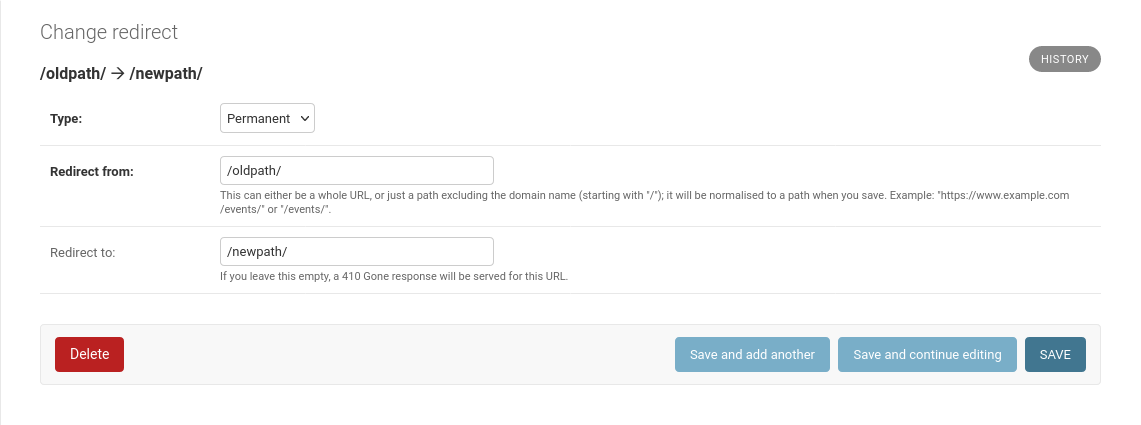 Change redirect
HISTORY
/oldpath/ → /newpath/
Type:
Permanent
Redirect from:
/oldpath/
This can either be a whole URL, or just a path excluding the domain name (starting with "/"); it will be normalised to a path when you save. Example: "https://www.example.com
/events/" or "/events/".
Redirect to:
/newpath/
If you leave this empty, a 410 Gone response will be served for this URL.
Delete
Save and add another
Save and continue editing
SAVE